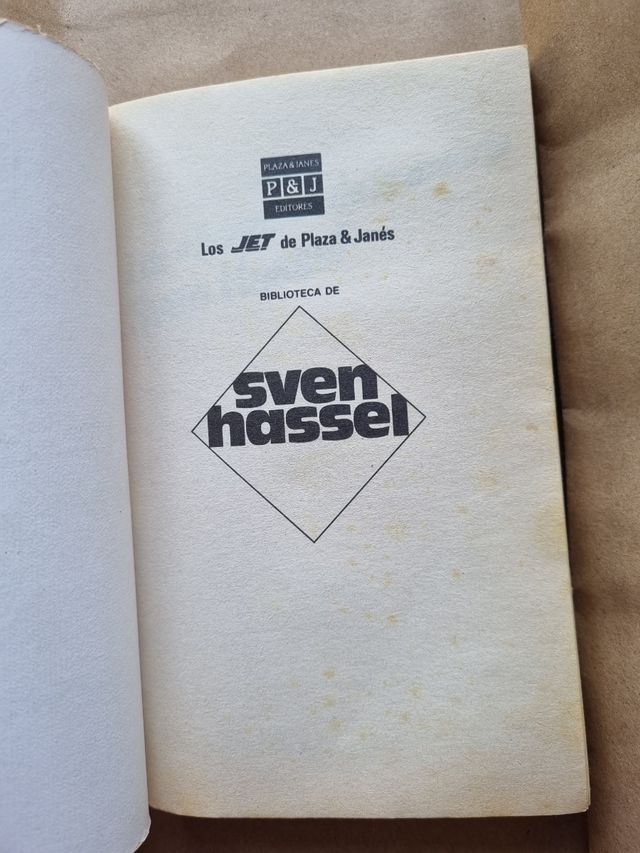 PLAZA & JANES
P & J
EDITORES
Los JET de Plaza & Janés
BIBLIOTECA DE
sven
hassel